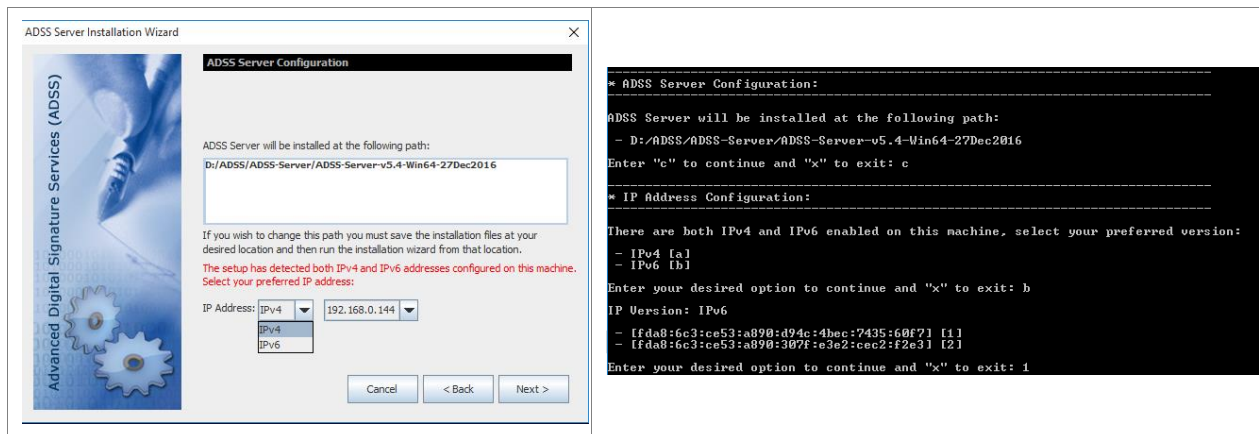 ADSS Server Installation Wizard
Advanced Digital Signature Services (ADSS)
ADSS Server Configuration
ADSS Server will be installed at the following path:
D:/ADSS/ADSS-Server/ADSS-Server-v5.4-Win64-27Dec2016
If you wish to change this path you must save the installation files at your
desired location and then run the installation wizard from that location.
The setup has detected both IPv4 and IPv6 addresses configured on this machine.
Select your preferred IP address:
IP Address: IPv4 192.168.0.144
IPv4
IPv6
Cancel < Back Next >
* ADSS Server Configuration:
ADSS Server will be installed at the following path:
- D:/ADSS/ADSS-Server/ADSS-Server-v5.4-Win64-27Dec2016
Enter "c" to continue and "x" to exit: c
* IP Address Configuration:
There are both IPv4 and IPv6 enabled on this machine, select your preferred version:
- IPv4 [a]
- IPv6 [b]
Enter your desired option to continue and "x" to exit: b
IP Version: IPv6
- [fda8:6c3:ce53:a890:d94c:4bec:7435:60f7] [1]
- [fda8:6c3:ce53:a890:307f:e3e2:cec2:f2e3] [2]
Enter your desired option to continue and "x" to exit: 1